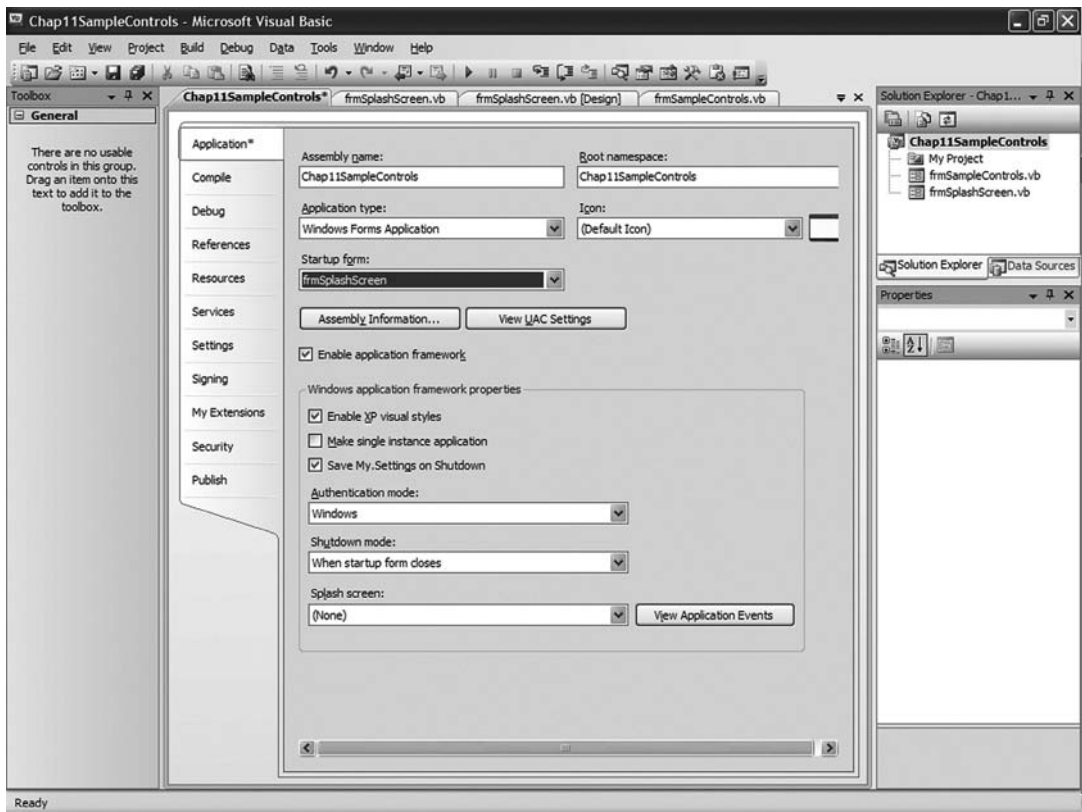 Chap11SampleControls - Microsoft Visual Basic
File Edit View Project Build Debug Data Tools Window Help
Toolbox
General
There are no usable
controls in this group.
Drag an item onto this
text to add it to the
toolbox.
Chap11SampleControls* frmSplashScreen.vb frmSplashScreen.vb [Design] frmSampleControls.vb
Application*
Compile
Debug
References
Resources
Services
Settings
Signing
My Extensions
Security
Publish
Assembly name:
Chap11SampleControls
Root namespace:
Chap11SampleControls
Application type:
Windows Forms Application
Icon:
(Default Icon)
Startup form:
frmSplashScreen
Assembly Information...
View UAC Settings
Enable application framework
Windows application framework properties
Enable XP visual styles
Make single instance application
Save My.Settings on Shutdown
Authentication mode:
Windows
Shutdown mode:
When startup form closes
Splash screen:
(None)
View Application Events
Solution Explorer - Chap1...
Chap11SampleControls
My Project
frmSampleControls.vb
frmSplashScreen.vb
Solution Explorer Data Sources
Properties
Ready